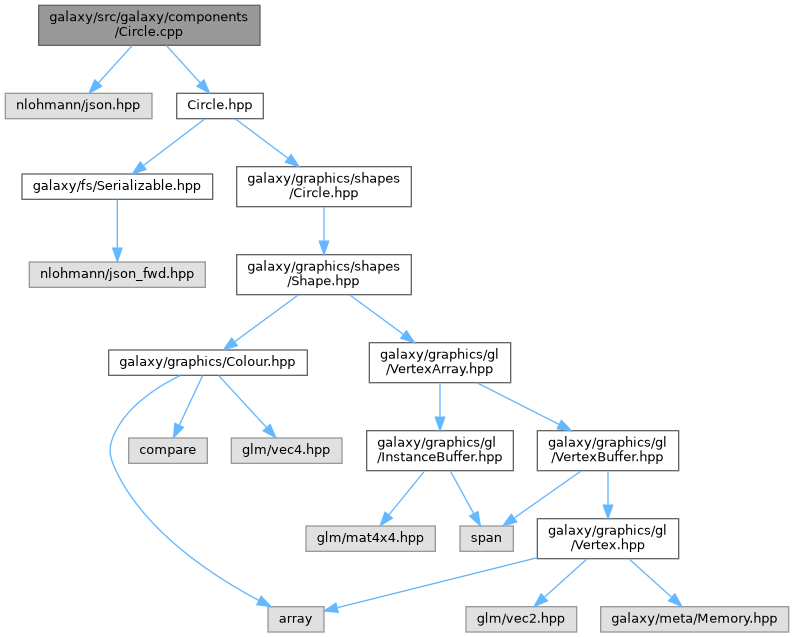 galaxy/src/galaxy/components
/Circle.cpp
nlohmann/json.hpp
Circle.hpp
galaxy/fs/Serializable.hpp
galaxy/graphics/shapes
/Circle.hpp
nlohmann/json_fwd.hpp
galaxy/graphics/shapes
/Shape.hpp
galaxy/graphics/Colour.hpp
galaxy/graphics/gl
/VertexArray.hpp
compare
glm/vec4.hpp
galaxy/graphics/gl
/InstanceBuffer.hpp
galaxy/graphics/gl
/VertexBuffer.hpp
glm/mat4x4.hpp
span
galaxy/graphics/gl
/Vertex.hpp
array
glm/vec2.hpp
galaxy/meta/Memory.hpp